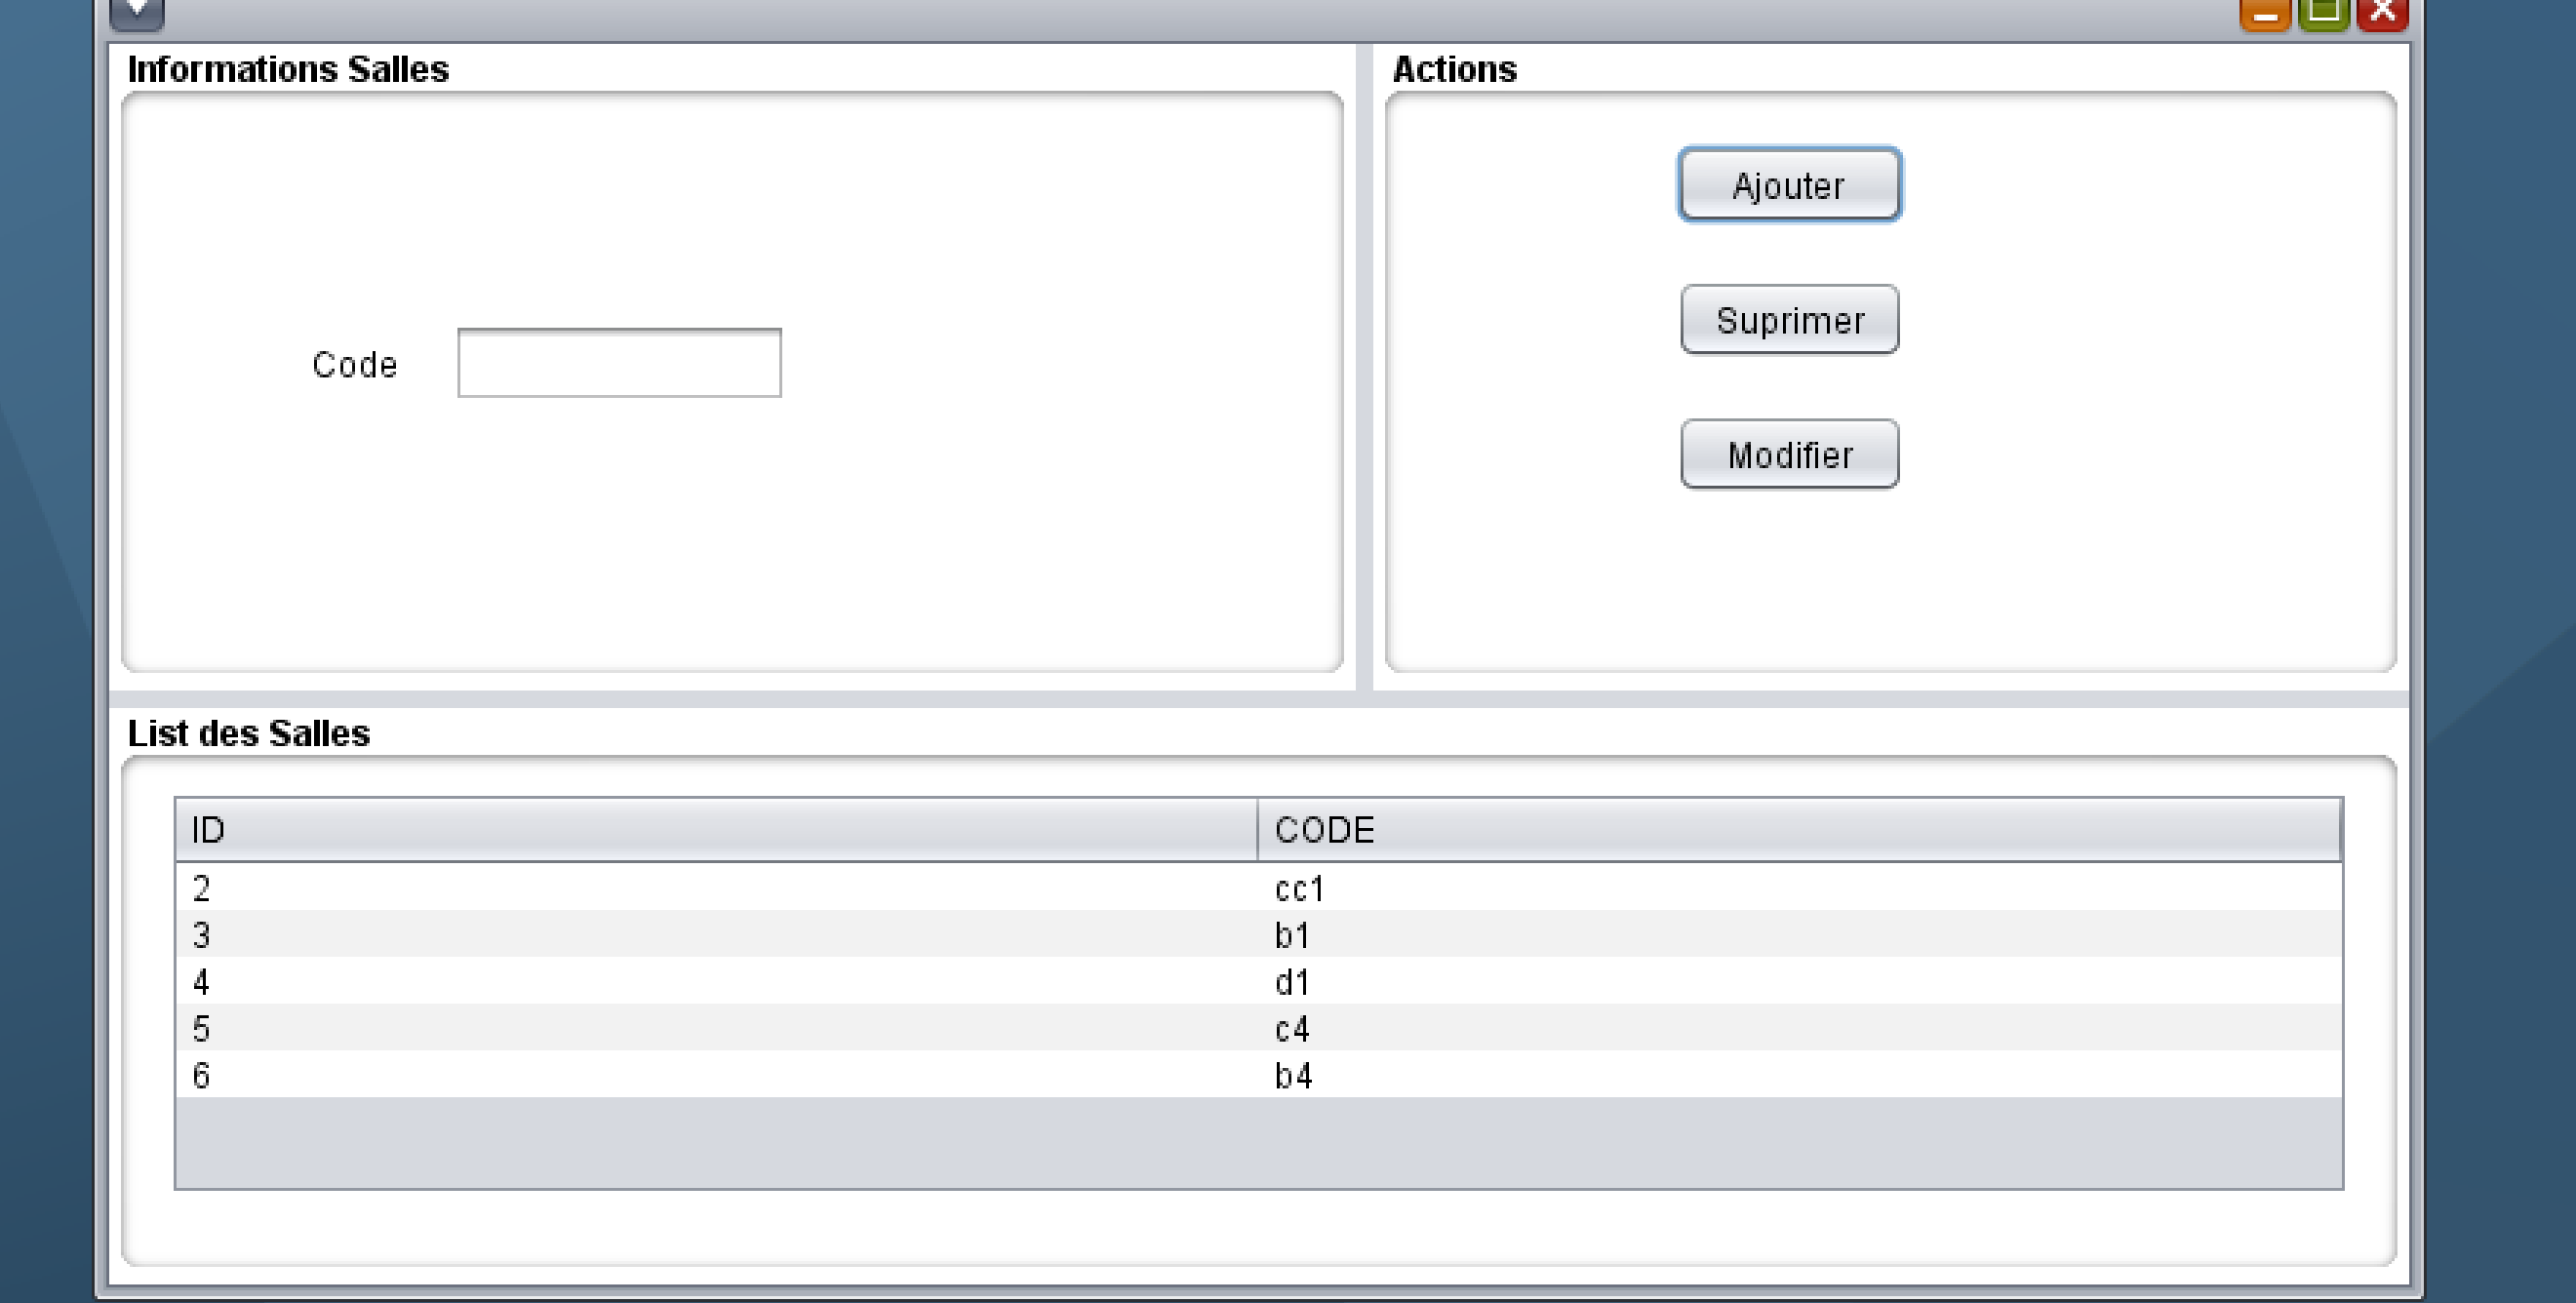 Informations Salles
Code
Actions
Ajouter
Suprimer
Modifier
List des Salles
ID CODE
2 cc1
3 b1
4 d1
5 c4
6 b4